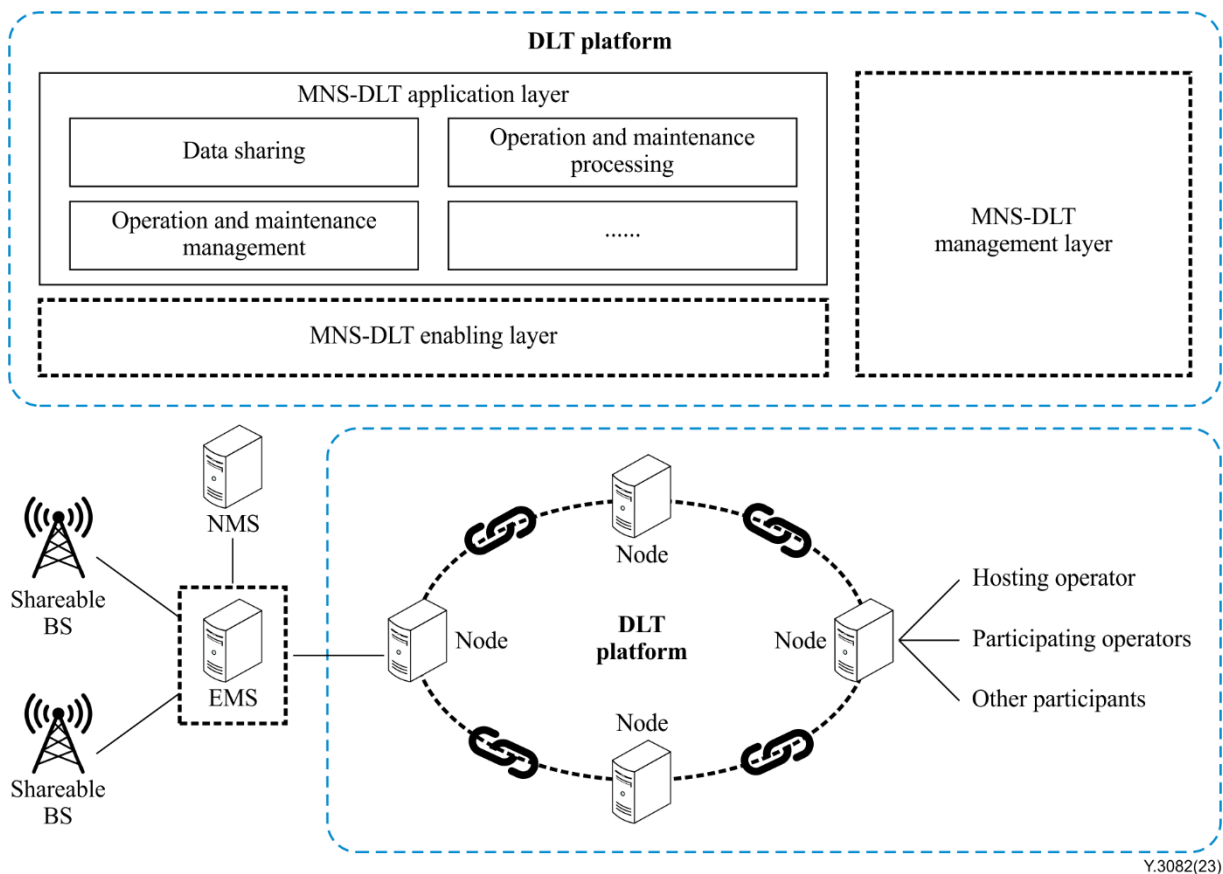 DLT platform
MNS-DLT application layer
Data sharing
Operation and maintenance
processing
Operation and maintenance
management
......
MNS-DLT
management layer
MNS-DLT enabling layer
NMS
Shareable
BS
EMS
Shareable
BS
Node
Node
DLT
platform
Node
Node
Hosting operator
Participating operators
Other participants
Y.3082(23)